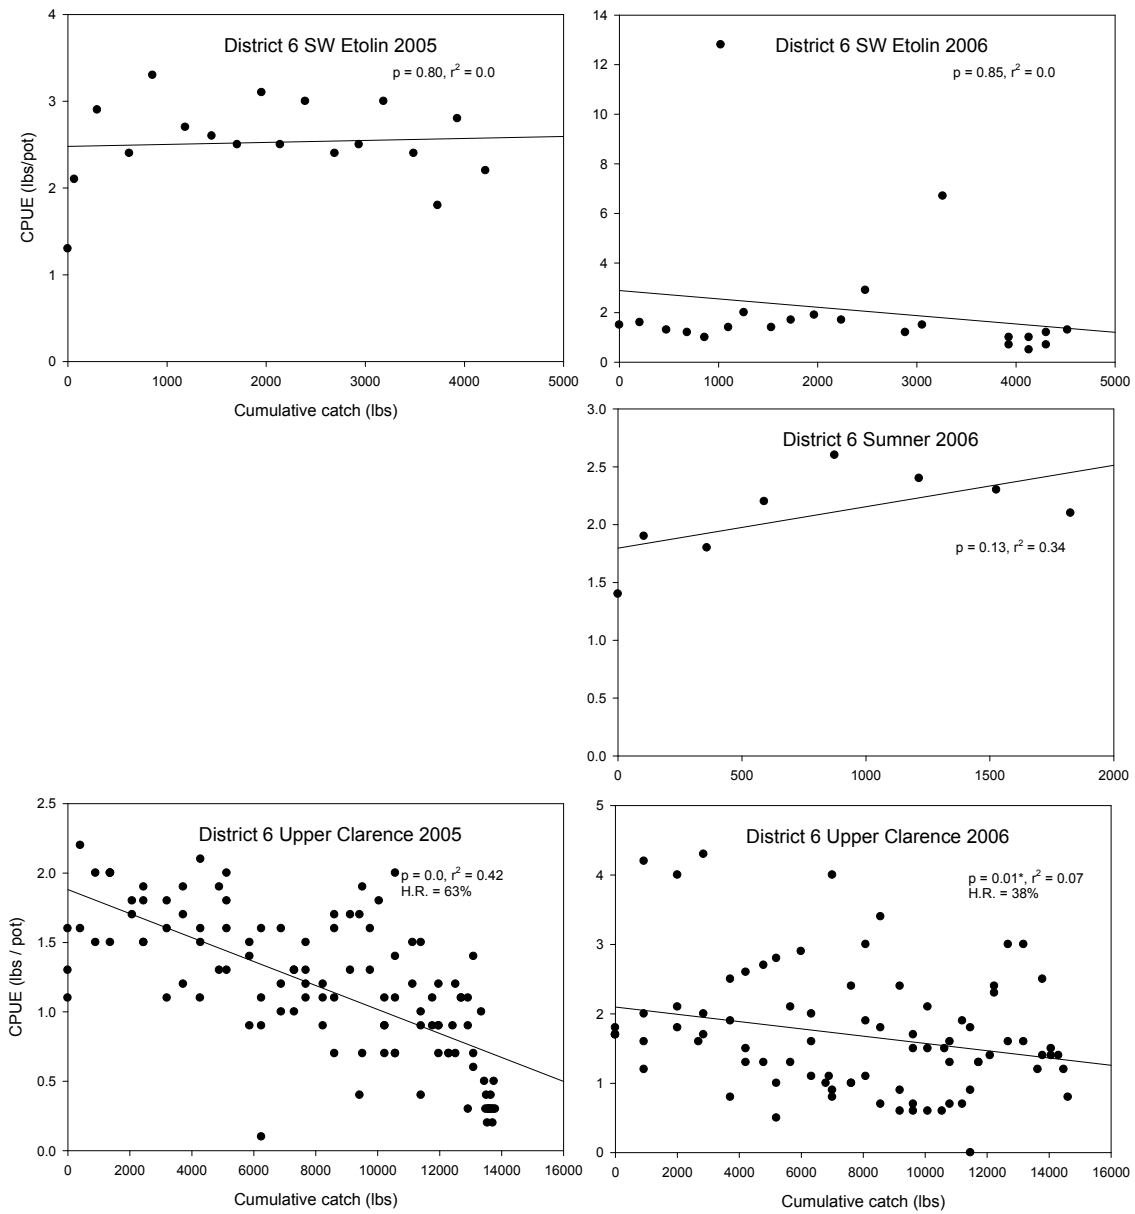 District 6 SW Etolin 2005
p = 0.80, r² = 0.0
CPUE (lbs/pot)
4
3
2
1
0
0 1000 2000 3000 4000 5000
Cumulative catch (lbs)
District 6 SW Etolin 2006
p = 0.85, r² = 0.0
14
12
10
8
6
4
2
0
0 1000 2000 3000 4000 5000
District 6 Sumner 2006
p = 0.13, r² = 0.34
3.0
2.5
2.0
1.5
1.0
0.5
0.0
0 500 1000 1500 2000
District 6 Upper Clarence 2005
p = 0.0, r² = 0.42
H.R. = 63%
CPUE (lbs / pot)
2.5
2.0
1.5
1.0
0.5
0.0
0 2000 4000 6000 8000 10000 12000 14000 16000
Cumulative catch (lbs)
District 6 Upper Clarence 2006
p = 0.01*, r² = 0.07
H.R. = 38%
5
4
3
2
1
0
0 2000 4000 6000 8000 10000 12000 14000 16000
Cumulative catch (lbs)